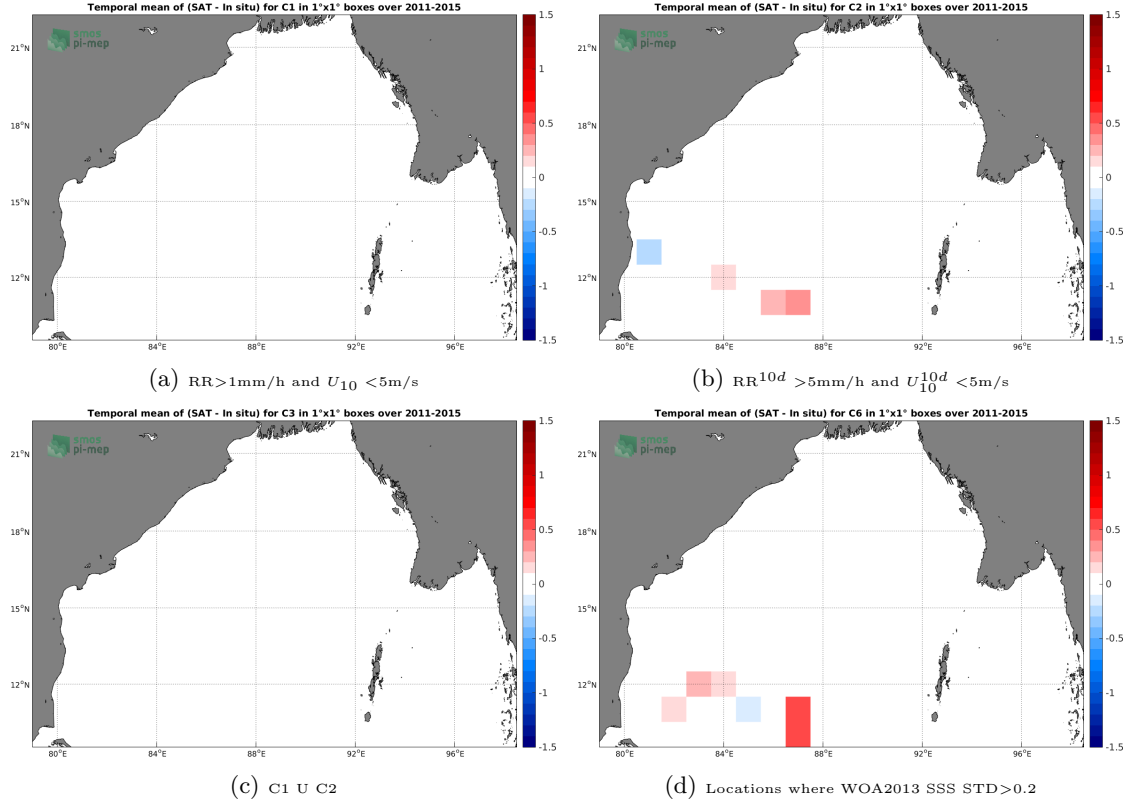 Temporal mean of (SAT - In situ) for C1 in 1°x1° boxes over 2011-2015
smos
pi-mep
21°N
18°N
15°N
12°N
80°E 84°E 88°E 92°E 96°E
1.5
1
0.5
0
-0.5
-1
-1.5
(a) RR>1mm/h and U10 <5m/s
Temporal mean of (SAT - In situ) for C2 in 1°x1° boxes over 2011-2015
smos
pi-mep
21°N
18°N
15°N
12°N
80°E 84°E 88°E 92°E 96°E
1.5
1
0.5
0
-0.5
-1
-1.5
(b) RR10d >5mm/h and U10d10 <5m/s
Temporal mean of (SAT - In situ) for C3 in 1°x1° boxes over 2011-2015
smos
pi-mep
21°N
18°N
15°N
12°N
80°E 84°E 88°E 92°E 96°E
1.5
1
0.5
0
-0.5
-1
-1.5
(c) C1 U C2
Temporal mean of (SAT - In situ) for C6 in 1°x1° boxes over 2011-2015
smos
pi-mep
21°N
18°N
15°N
12°N
80°E 84°E 88°E 92°E 96°E
1.5
1
0.5
0
-0.5
-1
-1.5
(d) Locations where WOA2013 SSS STD>0.2